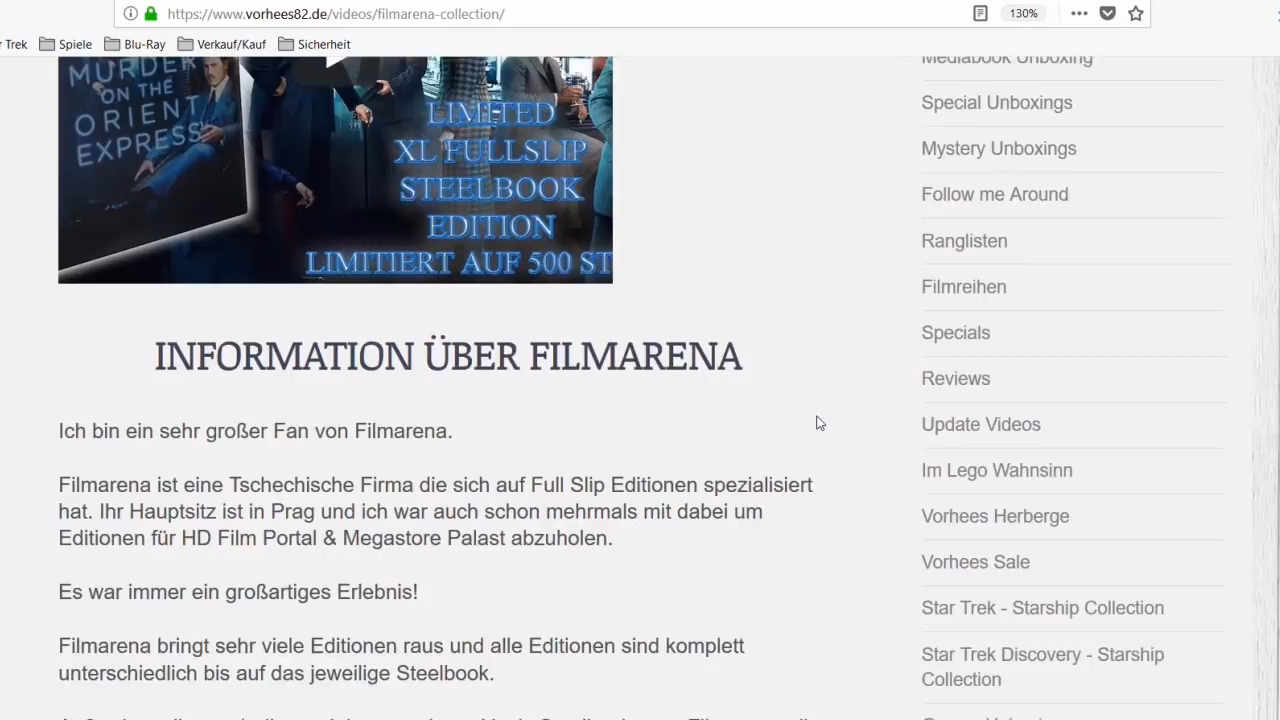 https://www.vorhees82.de/videos/filmarena-collection/
130%
r Trek
Spiele
Blu-Ray
Verkauf/Kauf
Sicherheit
MURDER
ON THE
ORIENT
EXPRESS
LIMITED
XL FULLSLIP
STEELBOOK
EDITION
LIMITIERT AUF 500 ST
INFORMATION ÜBER FILMARENA
Ich bin ein sehr großer Fan von Filmarena.
Filmarena ist eine Tschechische Firma die sich auf Full Slip Editionen spezialisiert
hat. Ihr Hauptsitz ist in Prag und ich war auch schon mehrmals mit dabei um
Editionen für HD Film Portal & Megastore Palast abzuholen.
Es war immer ein großartiges Erlebnis!
Filmarena bringt sehr viele Editionen raus und alle Editionen sind komplett
unterschiedlich bis auf das jeweilige Steelbook.
Mediabook Unboxing
Special Unboxings
Mystery Unboxings
Follow me Around
Ranglisten
Filmreihen
Specials
Reviews
Update Videos
Im Lego Wahnsinn
Vorhees Herberge
Vorhees Sale
Star Trek - Starship Collection
Star Trek Discovery - Starship
Collection